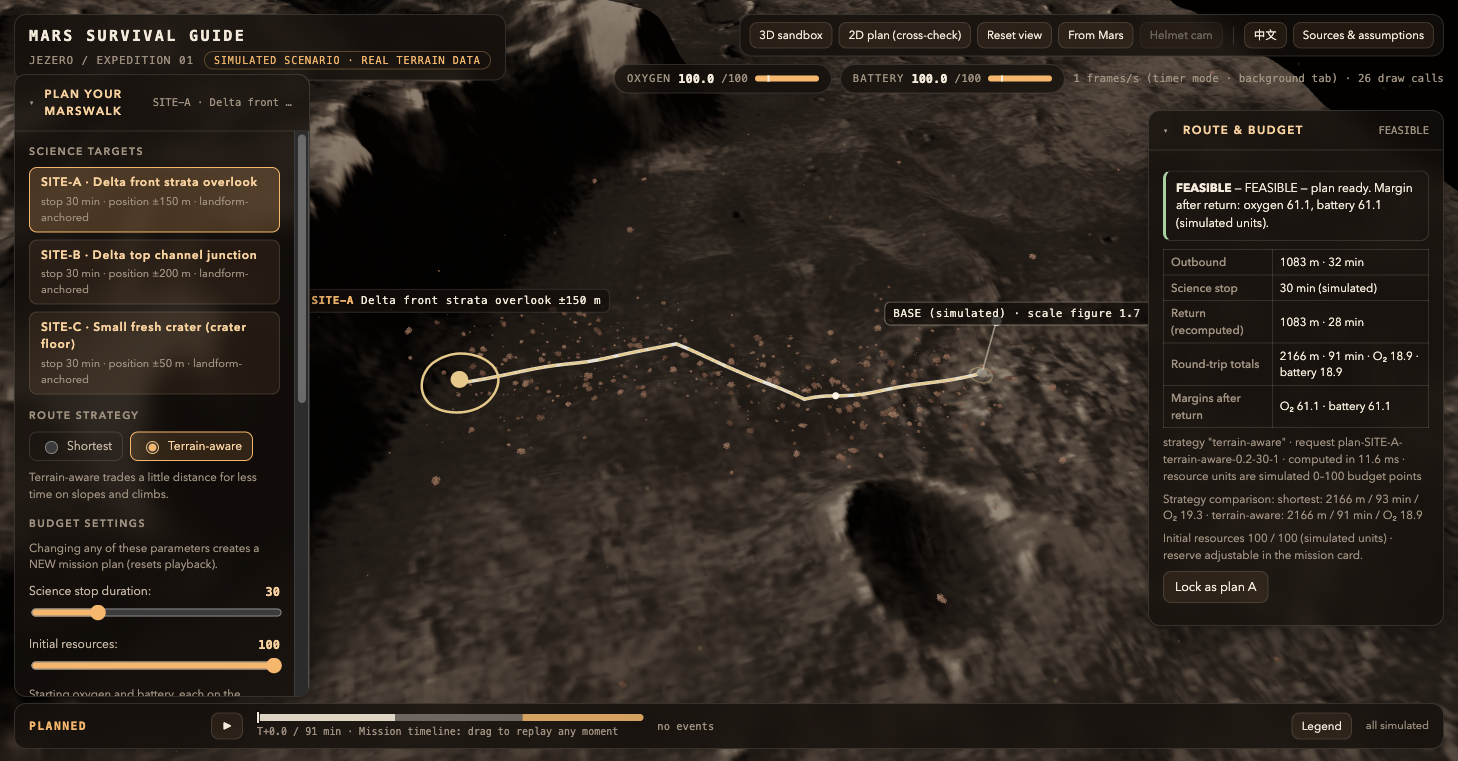 MARS SURVIVAL GUIDE
JEZERO / EXPEDITION 01 SIMULATED SCENARIO · REAL TERRAIN DATA
3D sandbox 2D plan (cross-check) Reset view From Mars Helmet cam 中文 Sources & assumptions
OXYGEN 100.0 /100 BATTERY 100.0 /100 1 frames/s (timer mode · background tab) · 26 draw calls
PLAN YOUR
MARSWALK
SITE-A · Delta front …
SCIENCE TARGETS
SITE-A · Delta front strata overlook
stop 30 min · position ±150 m · landform-
anchored
SITE-B · Delta top channel junction
stop 30 min · position ±200 m · landform-
anchored
SITE-C · Small fresh crater (crater
floor)
stop 30 min · position ±50 m · landform-
anchored
ROUTE STRATEGY
Shortest Terrain-aware
Terrain-aware trades a little distance for less
time on slopes and climbs.
BUDGET SETTINGS
Changing any of these parameters creates a
NEW mission plan (resets playback).
Science stop duration: 30
Initial resources: 100
Starting oxygen and battery, each on the
SITE-A Delta front strata overlook ±150 m
BASE (simulated) · scale figure 1.7
ROUTE & BUDGET FEASIBLE
FEASIBLE – FEASIBLE – plan ready. Margin
after return: oxygen 61.1, battery 61.1
(simulated units).
Outbound 1083 m · 32 min
Science stop 30 min (simulated)
Return
(recomputed)
1083 m · 28 min
Round-trip totals
2166 m · 91 min · O₂ 18.9 ·
battery 18.9
Margins after
return
O₂ 61.1 · battery 61.1
strategy "terrain-aware" · request plan-SITE-A-
terrain-aware-0.2-30-1 · computed in 11.6 ms ·
resource units are simulated 0–100 budget points
Strategy comparison: shortest: 2166 m / 93 min /
O₂ 19.3 · terrain-aware: 2166 m / 91 min / O₂ 18.9
Initial resources 100 / 100 (simulated units) ·
reserve adjustable in the mission card.
Lock as plan A
PLANNED
T+0.0 / 91 min · Mission timeline: drag to replay any moment
no events
Legend all simulated